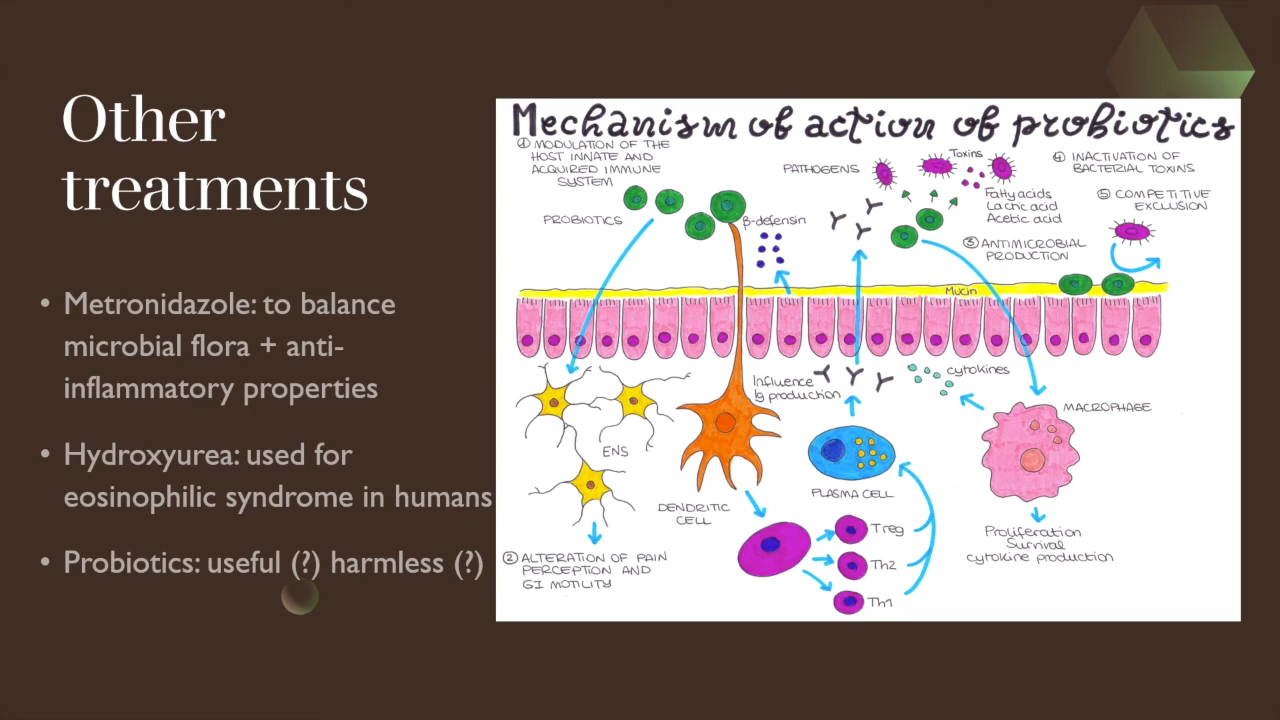 Other
treatments
• Metronidazole: to balance
microbial flora + anti-
inflammatory properties
• Hydroxyurea: used for
eosinophilic syndrome in humans
• Probiotics: useful (?) harmless (?)
Mechanism of action of probiotics
① MODULATION OF THE
HOST INNATE AND
ACQUIRED IMMUNE
SYSTEM
PROBIOTICS
β-defensin
PATHOGENS
Toxins
Fatty acids
Lactic acid
Acetic acid
③ ANTIMICROBIAL
PRODUCTION
④ INACTIVATION OF
BACTERIAL TOXINS
⑤ COMPETITIVE
EXCLUSION
Mucin
Influence
Ig production
cytokines
MACROPHAGE
ENS
DENDRITIC
CELL
PLASMA CELL
Treg
Th2
Th1
Proliferation
Survival
cytokine production
② ALTERATION OF PAIN
PERCEPTION AND
GI MOTILITY